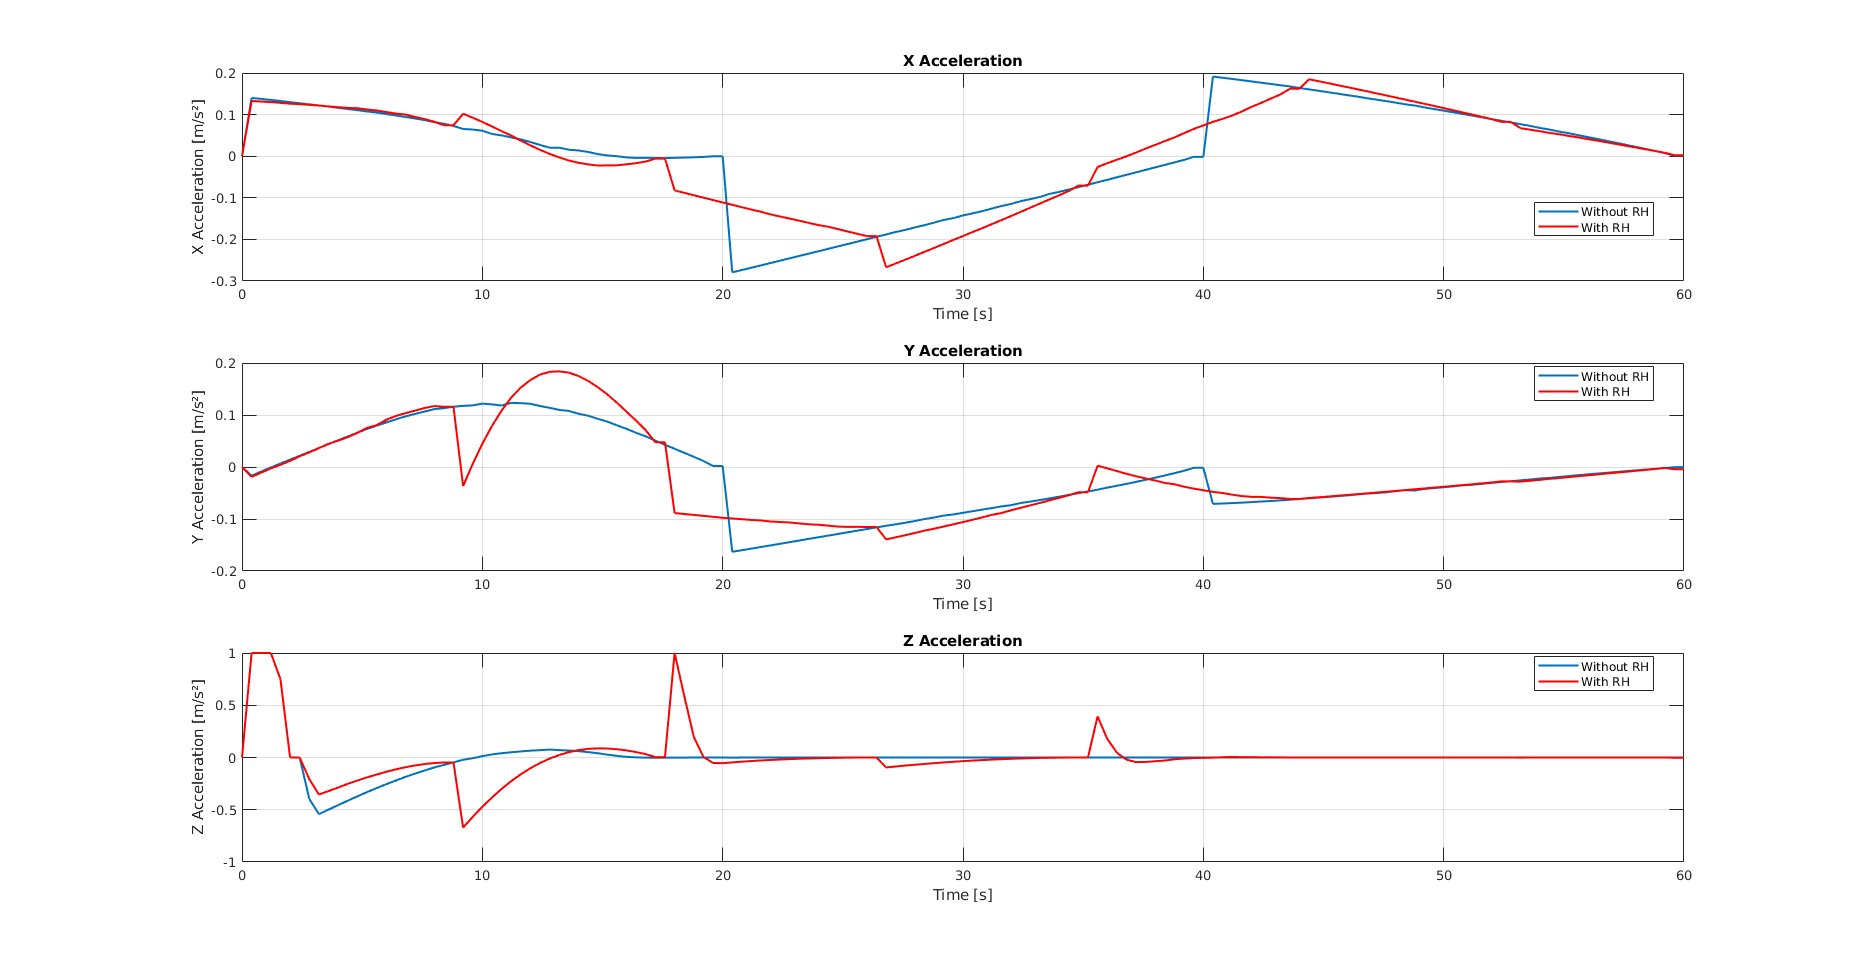 X Acceleration
X Acceleration [m/s²]
0.2
0.1
0
-0.1
-0.2
-0.3
Without RH
With RH
0 10 20 30 40 50 60
Time [s]
Y Acceleration
Y Acceleration [m/s²]
0.2
0.1
0
-0.1
-0.2
Without RH
With RH
0 10 20 30 40 50 60
Time [s]
Z Acceleration
Z Acceleration [m/s²]
1
0.5
0
-0.5
-1
Without RH
With RH
0 10 20 30 40 50 60
Time [s]